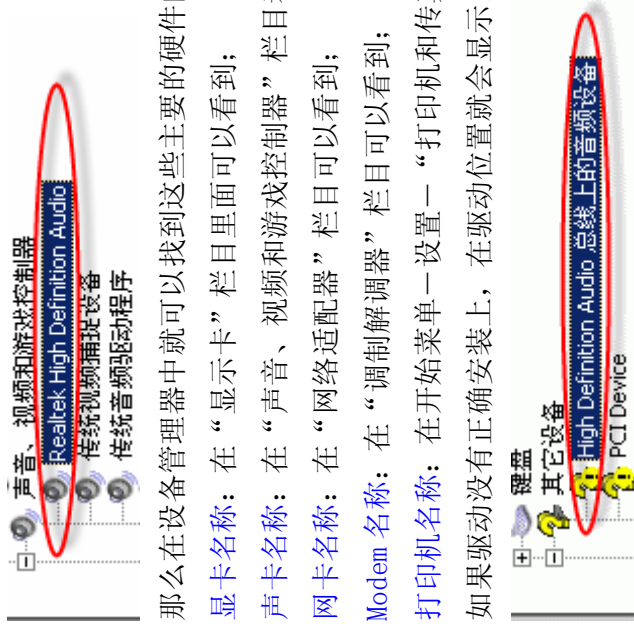 声音、视频和游戏控制器
Realtek High Definition Audio
传统视频捕捉设备
传统音频驱动程序
那么在设备管理器中就可以找到这些主要的硬件
显卡名称：在“显示卡”栏目里面可以看到；
声卡名称：在“声音、视频和游戏控制器”栏目
网卡名称：在“网络适配器”栏目可以看到；
Modem 名称：在“调制解调器”栏目可以看到；
打印机名称：在开始菜单－设置－“打印机和传
如果驱动没有正确安装上，在驱动位置就会显示
键盘
其它设备
High Definition Audio 总线上的音频设备
PCI Device